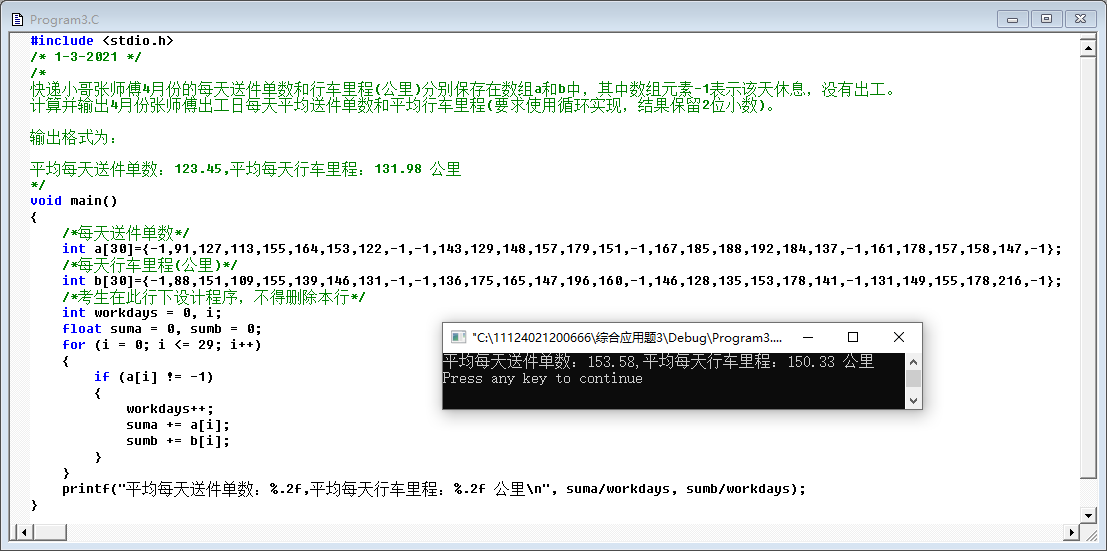 Program3.C
#include <stdio.h>
/* 1-3-2021 */
/*
快递小哥张师傅4月份的每天送件单数和行车里程(公里)分别保存在数组a和b中，其中数组元素-1表示该天休息，没有出工。
计算并输出4月份张师傅出工日每天平均送件单数和平均行车里程(要求使用循环实现，结果保留2位小数)。
输出格式为：
平均每天送件单数：123.45,平均每天行车里程：131.98 公里
*/
void main()
{
/*每天送件单数*/
int a[30]={-1,91,127,113,155,164,153,122,-1,-1,143,129,148,157,179,151,-1,167,185,188,192,184,137,-1,161,178,157,158,147,-1};
/*每天行车里程(公里)*/
int b[30]={-1,88,151,109,155,139,146,131,-1,-1,136,175,165,147,196,160,-1,146,128,135,153,178,141,-1,131,149,155,178,216,-1};
/*考生在此行下设计程序，不得删除本行*/
int workdays = 0, i;
float suma = 0, sumb = 0;
for (i = 0; i <= 29; i++)
{
if (a[i] != -1)
{
workdays++;
suma += a[i];
sumb += b[i];
}
}
printf("平均每天送件单数：%.2f,平均每天行车里程：%.2f 公里\n", suma/workdays, sumb/workdays);
}
"C:\11124021200666\综合应用题3\Debug\Program3....
平均每天送件单数：153.58,平均每天行车里程：150.33 公里
Press any key to continue